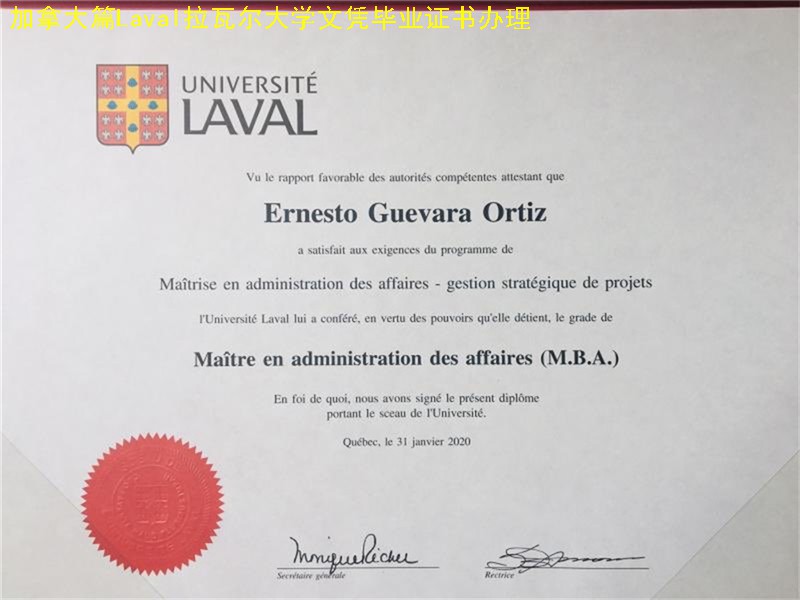 加拿大篇Laval拉瓦尔大学文凭毕业证书办理
UNIVERSITÉ
LAVAL
Vu le rapport favorable des autorités compétentes attestant que
Ernesto Guevara Ortiz
a satisfait aux exigences du programme de
Maîtrise en administration des affaires - gestion stratégique de projets
l'Université Laval lui a conféré, en vertu des pouvoirs qu'elle détient, le grade de
Maître en administration des affaires (M.B.A.)
En foi de quoi, nous avons signé le présent diplôme
portant le sceau de l'Université.
Québec, le 31 janvier 2020
Monique Richer
Secrétaire générale
Rectrice